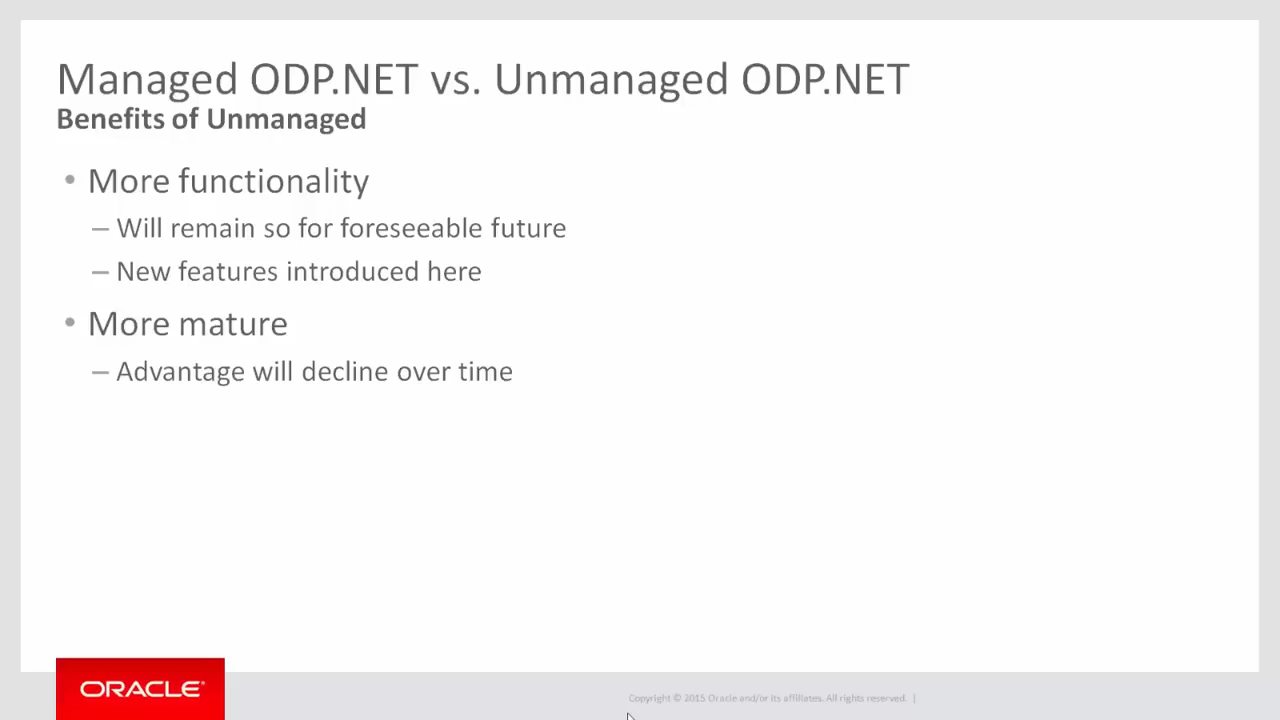 Managed ODP.NET vs. Unmanaged ODP.NET
Benefits of Unmanaged
• More functionality
– Will remain so for foreseeable future
– New features introduced here
• More mature
– Advantage will decline over time
ORACLE®
Copyright © 2015 Oracle and/or its affiliates. All rights reserved. |